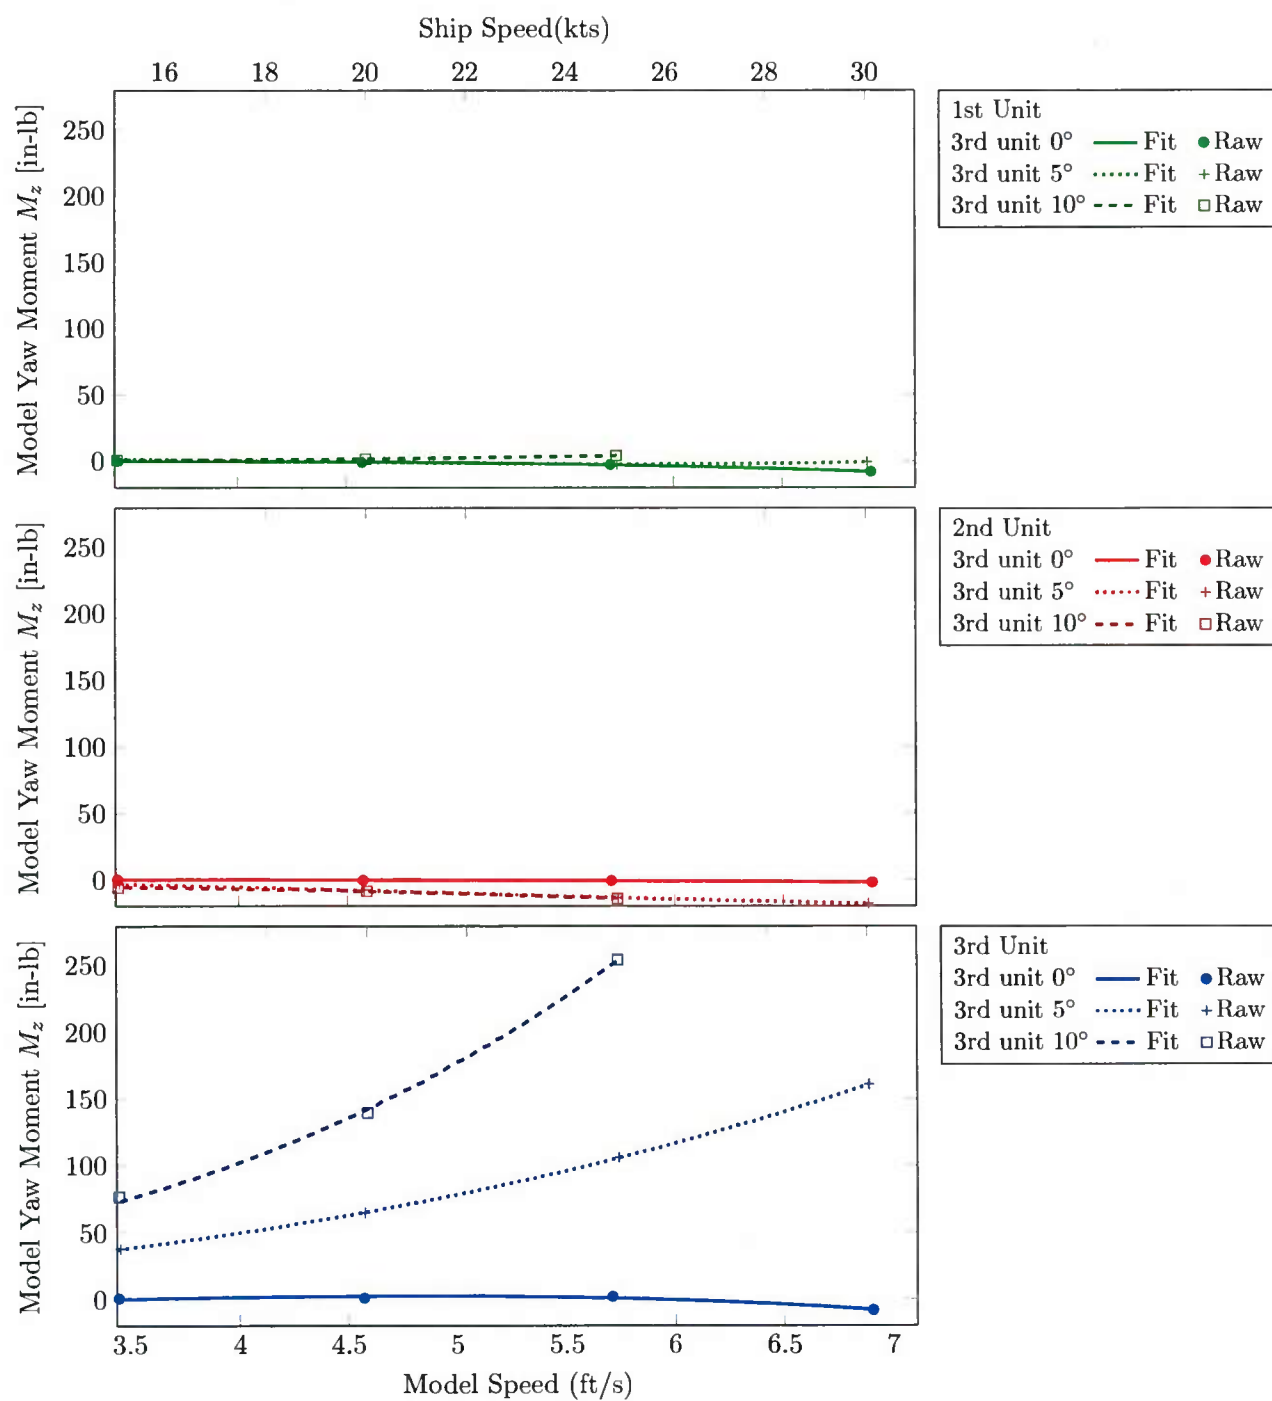 Ship Speed(kts)
16 18 20 22 24 26 28 30
Model Yaw Moment M_z [in-lb]
250
200
150
100
50
0
1st Unit
3rd unit 0° Fit Raw
3rd unit 5° Fit Raw
3rd unit 10° Fit Raw
Model Yaw Moment M_z [in-lb]
250
200
150
100
50
0
2nd Unit
3rd unit 0° Fit Raw
3rd unit 5° Fit Raw
3rd unit 10° Fit Raw
Model Yaw Moment M_z [in-lb]
250
200
150
100
50
0
3rd Unit
3rd unit 0° Fit Raw
3rd unit 5° Fit Raw
3rd unit 10° Fit Raw
3.5 4 4.5 5 5.5 6 6.5 7
Model Speed (ft/s)